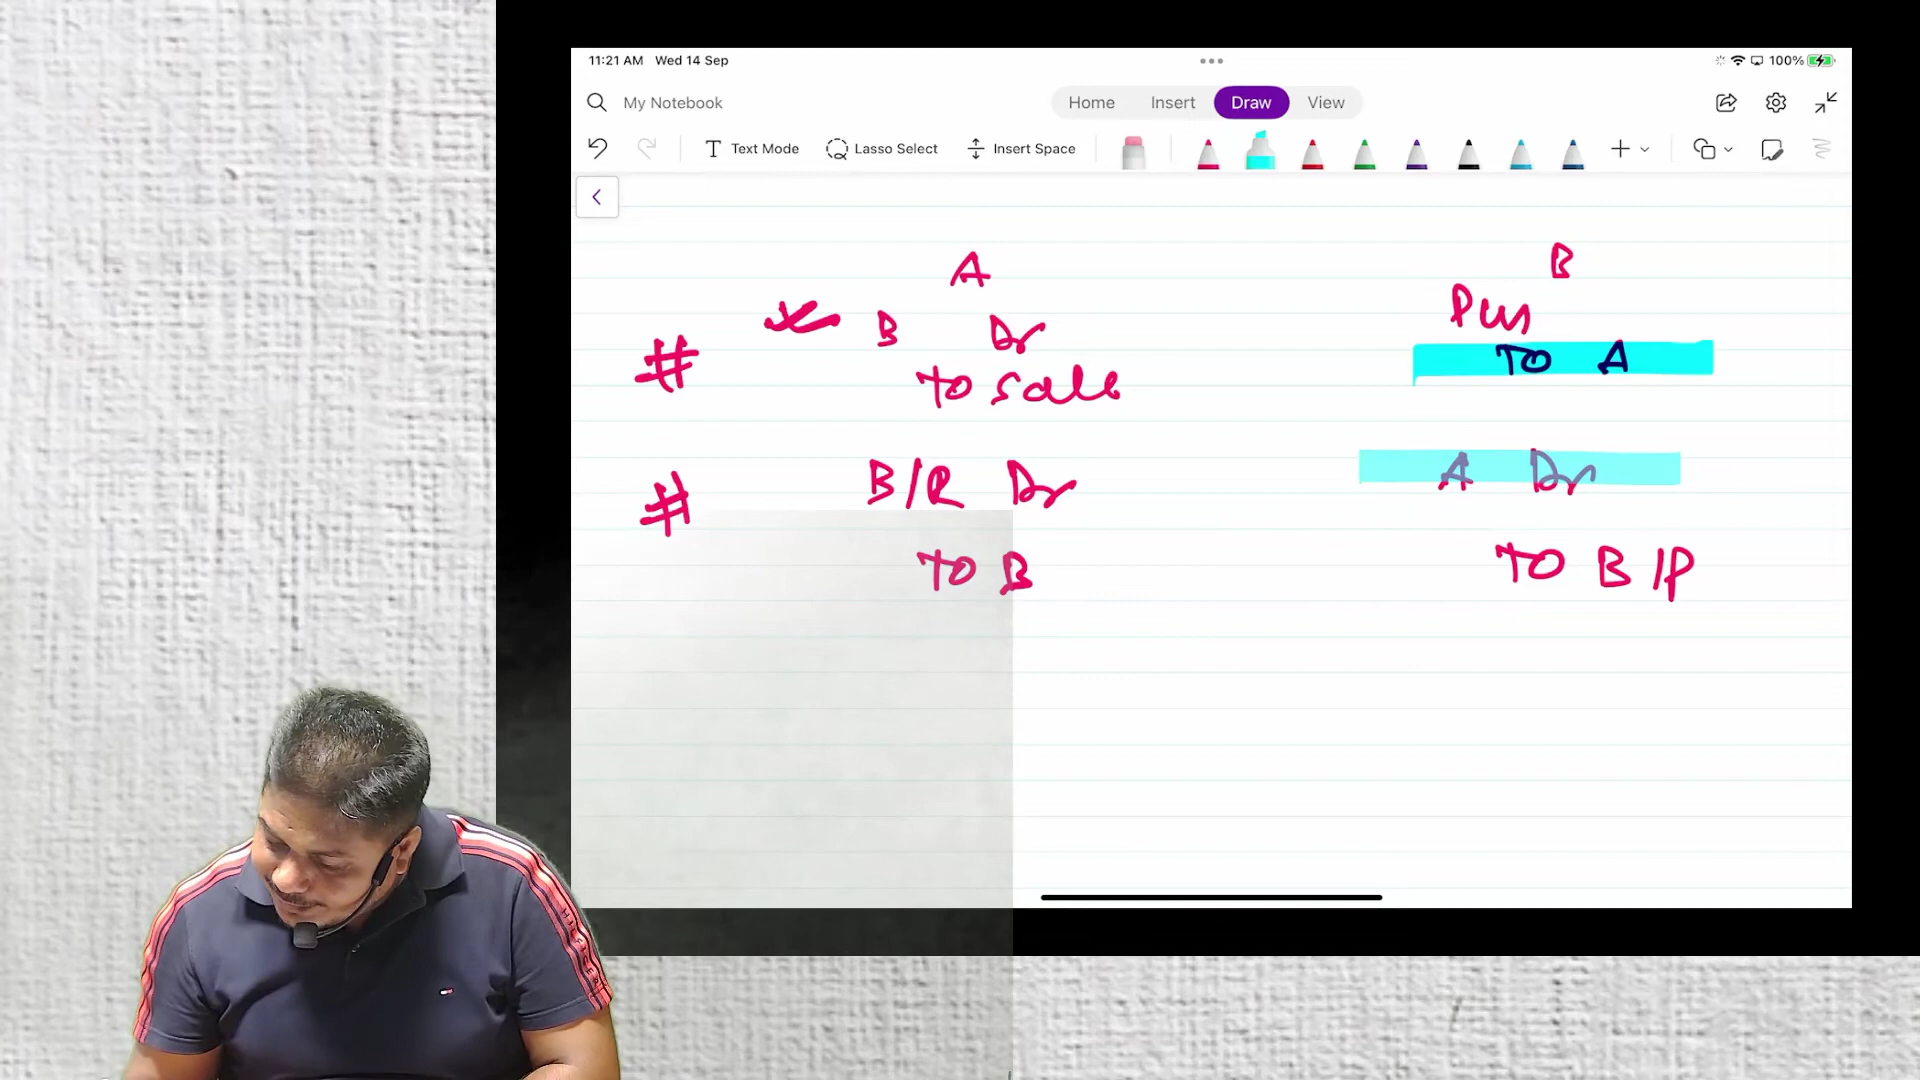 11:21 AM Wed 14 Sep 100%
My Notebook Home Insert Draw View
Text Mode Lasso Select Insert Space
A
B Dr
To Sale
B
Pur
To A
B/R Dr
To B
A Dr
To B/P